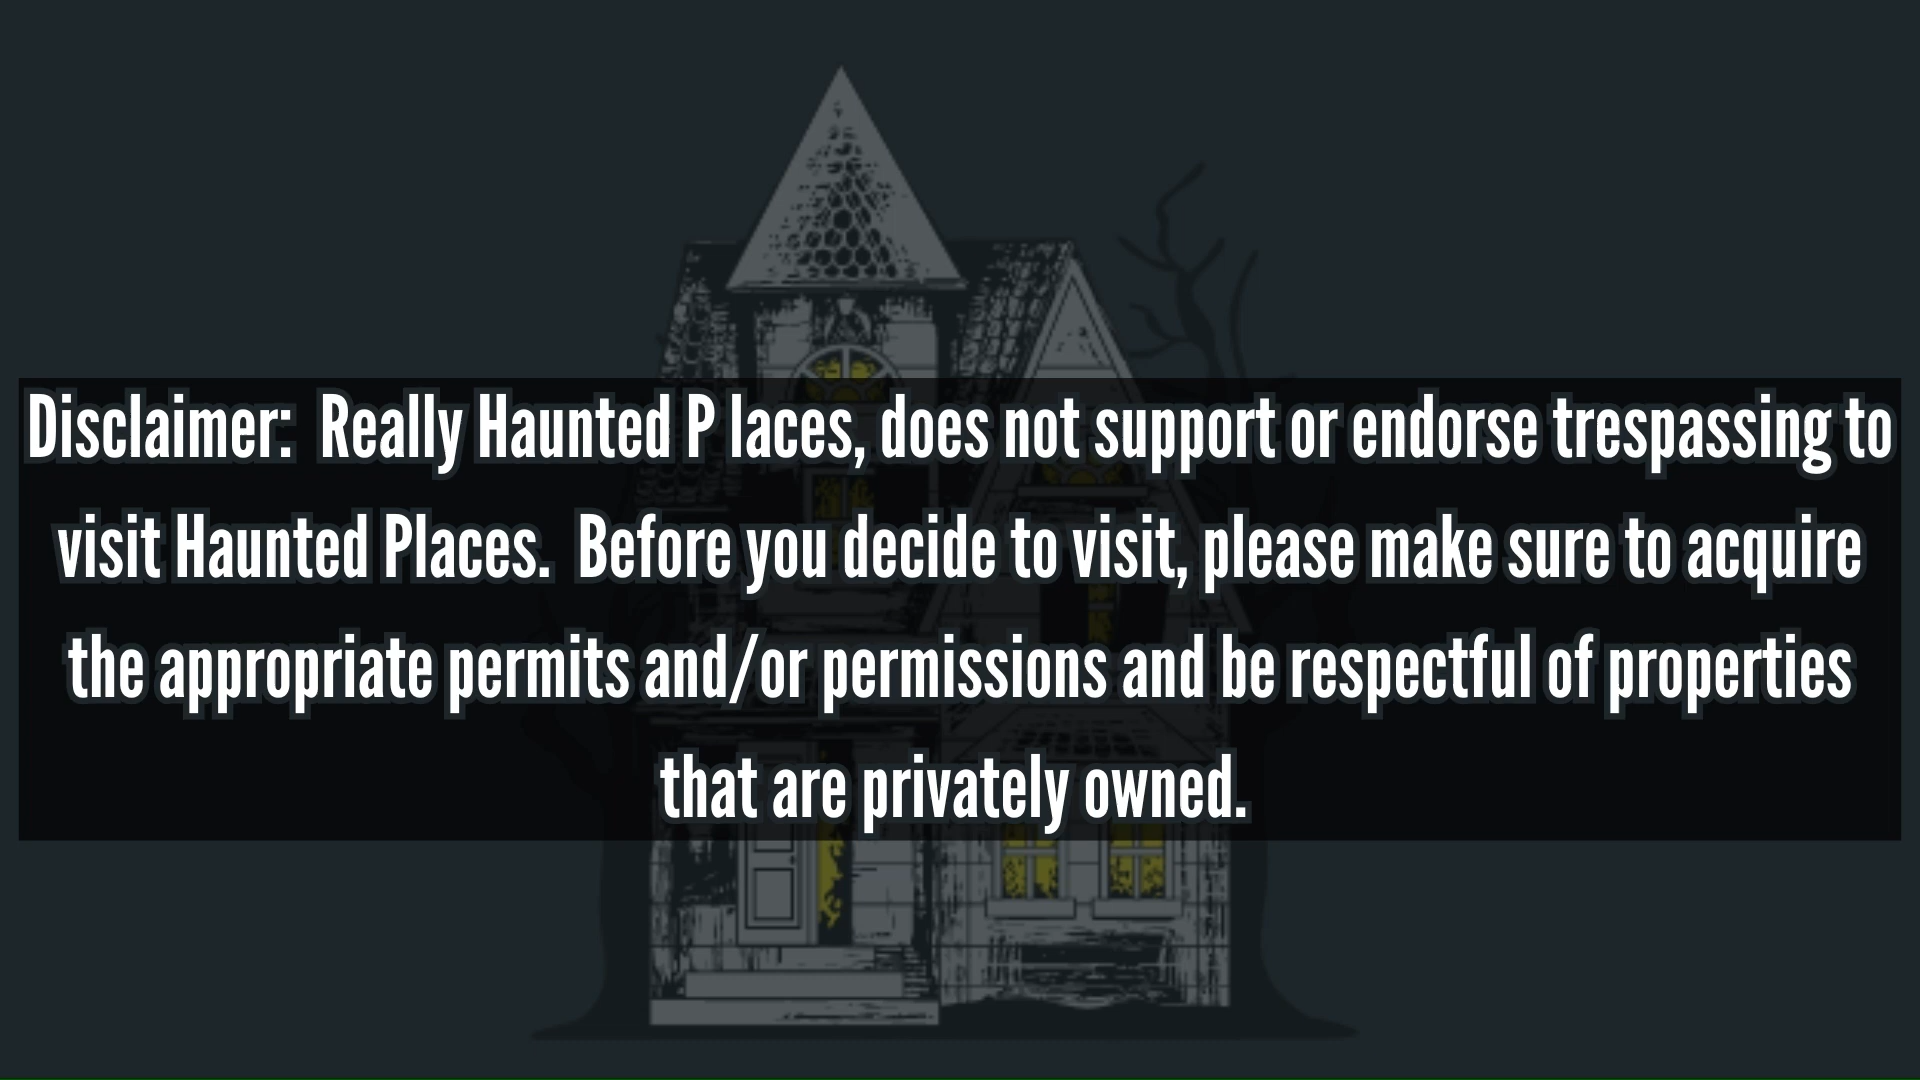 Disclaimer:  Really Haunted P laces, does not support or endorse trespassing to
visit Haunted Places.  Before you decide to visit, please make sure to acquire
the appropriate permits and/or permissions and be respectful of properties
that are privately owned.